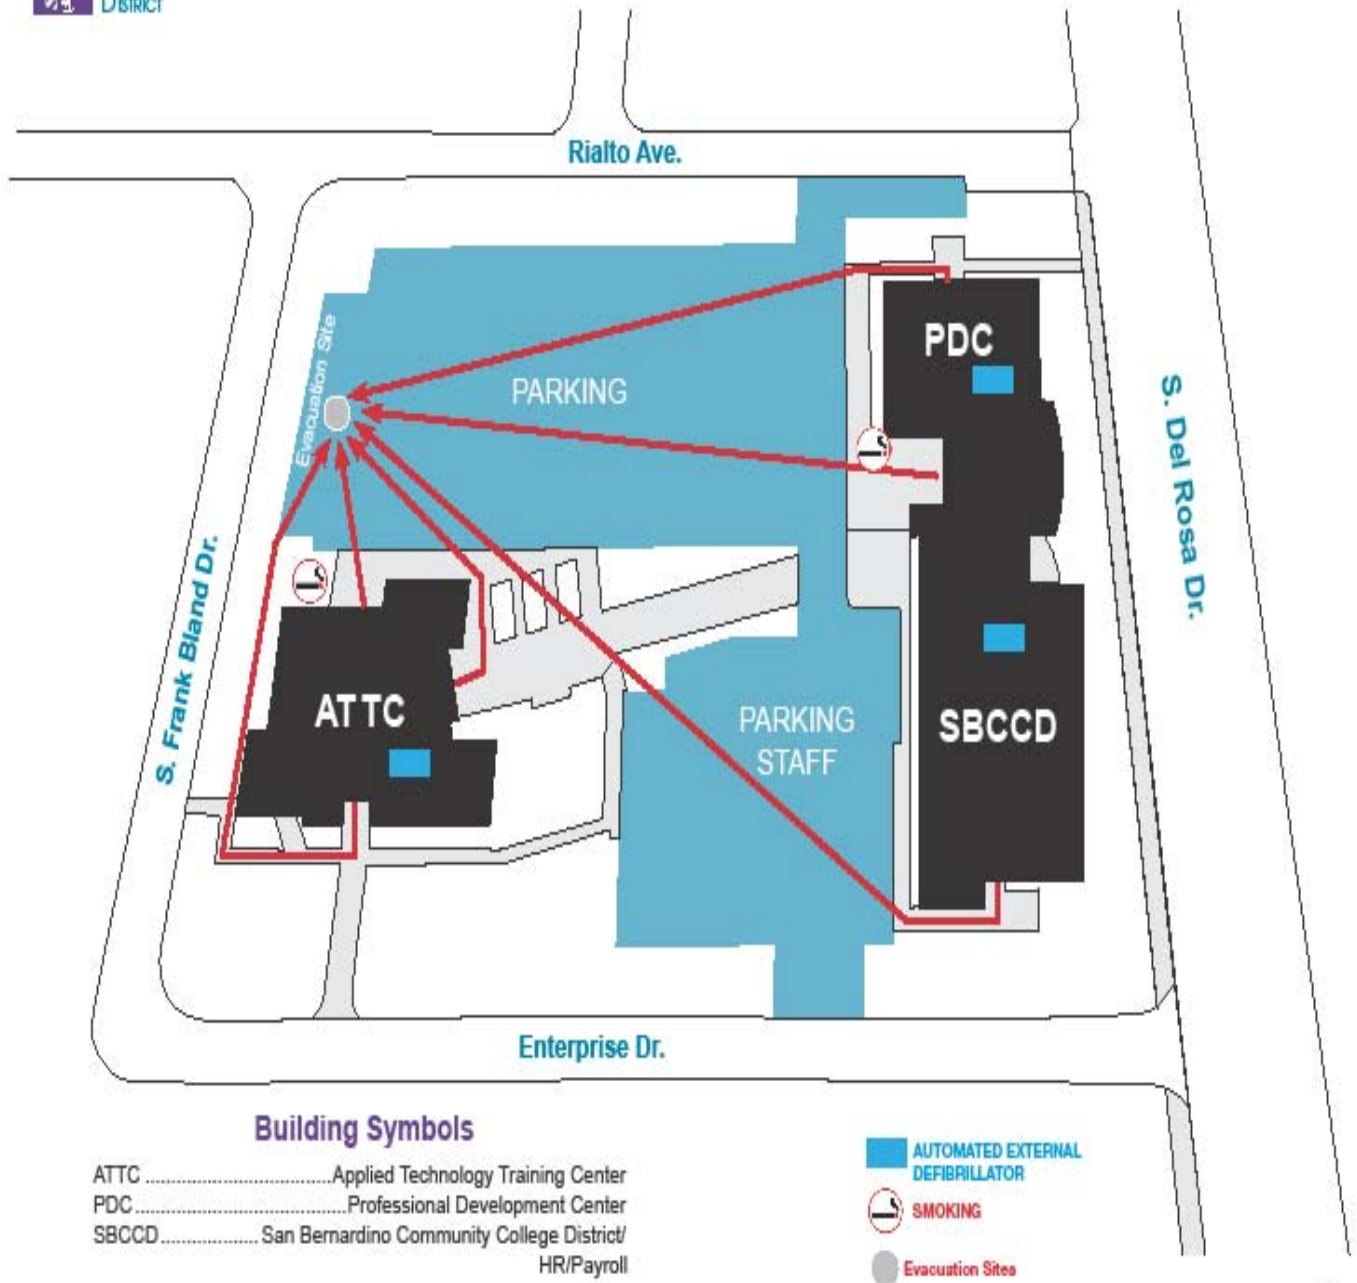 DISTRICT
Rialto Ave.
Evacuation Site
PARKING
PDC
S. Del Rosa Dr.
S. Frank Bland Dr.
ATTC
PARKING
STAFF
SBCCD
Enterprise Dr.
Building Symbols
ATTC ................................ Applied Technology Training Center
PDC ..................................... Professional Development Center
SBCCD ................. San Bernardino Community College District/
HR/Payroll
AUTOMATED EXTERNAL
DEFIBRILLATOR
SMOKING
Evacuation Sites